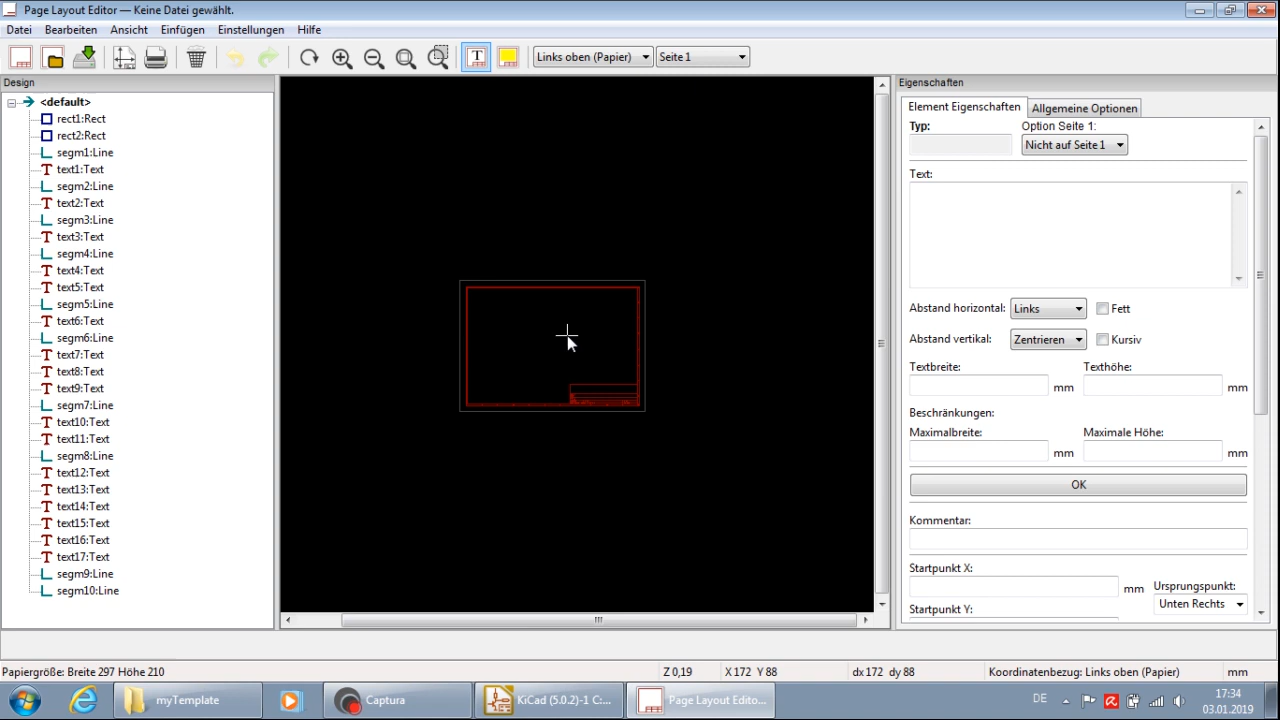 Page Layout Editor — Keine Datei gewählt.
Datei Bearbeiten Ansicht Einfügen Einstellungen Hilfe
T Links oben (Papier) Seite 1
Design
<default>
rect1:Rect
rect2:Rect
segm1:Line
text1:Text
segm2:Line
text2:Text
segm3:Line
text3:Text
segm4:Line
text4:Text
text5:Text
segm5:Line
text6:Text
segm6:Line
text7:Text
text8:Text
text9:Text
segm7:Line
text10:Text
text11:Text
segm8:Line
text12:Text
text13:Text
text14:Text
text15:Text
text16:Text
text17:Text
segm9:Line
segm10:Line
Eigenschaften
Element Eigenschaften Allgemeine Optionen
Typ: Option Seite 1:
Nicht auf Seite 1
Text:
Abstand horizontal: Links Fett
Abstand vertikal: Zentrieren Kursiv
Textbreite: Texthöhe:
mm mm
Beschränkungen:
Maximalbreite: Maximale Höhe:
mm mm
OK
Kommentar:
Startpunkt X:
mm Ursprungspunkt:
Unten Rechts
Startpunkt Y:
Papiergröße: Breite 297 Höhe 210 Z 0,19 X 172 Y 88 dx 172 dy 88 Koordinatenbezug: Links oben (Papier) mm
myTemplate Captura KiCad (5.0.2)-1 C:... Page Layout Edito... DE 17:34
03.01.2019